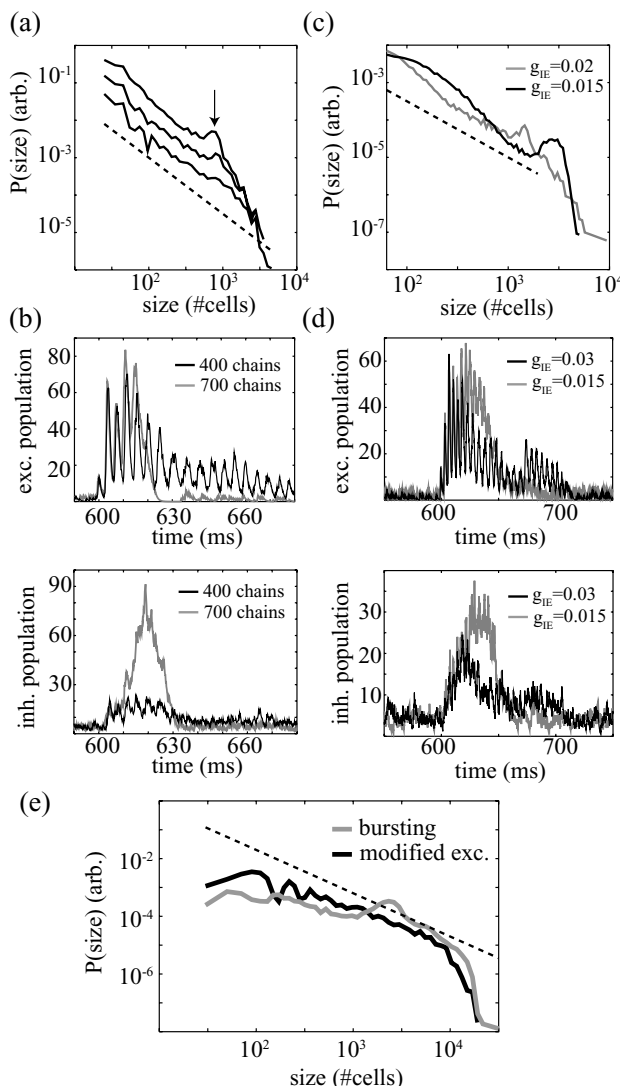 (a)
P(size) (arb.)
10^-1
10^-3
10^-5
10^2
10^3
10^4
size (#cells)
(c)
P(size) (arb.)
10^-3
10^-5
10^-7
g_IE=0.02
g_IE=0.015
10^2
10^3
10^4
size (#cells)
(b)
exc. population
80
60
40
20
400 chains
700 chains
600
630
660
time (ms)
inh. population
90
60
30
400 chains
700 chains
600
630
660
time (ms)
(d)
exc. population
60
40
20
g_IE=0.03
g_IE=0.015
600
700
time (ms)
inh. population
30
20
10
g_IE=0.03
g_IE=0.015
600
700
time (ms)
(e)
P(size) (arb.)
10^-2
10^-4
10^-6
bursting
modified exc.
10^2
10^3
10^4
size (#cells)